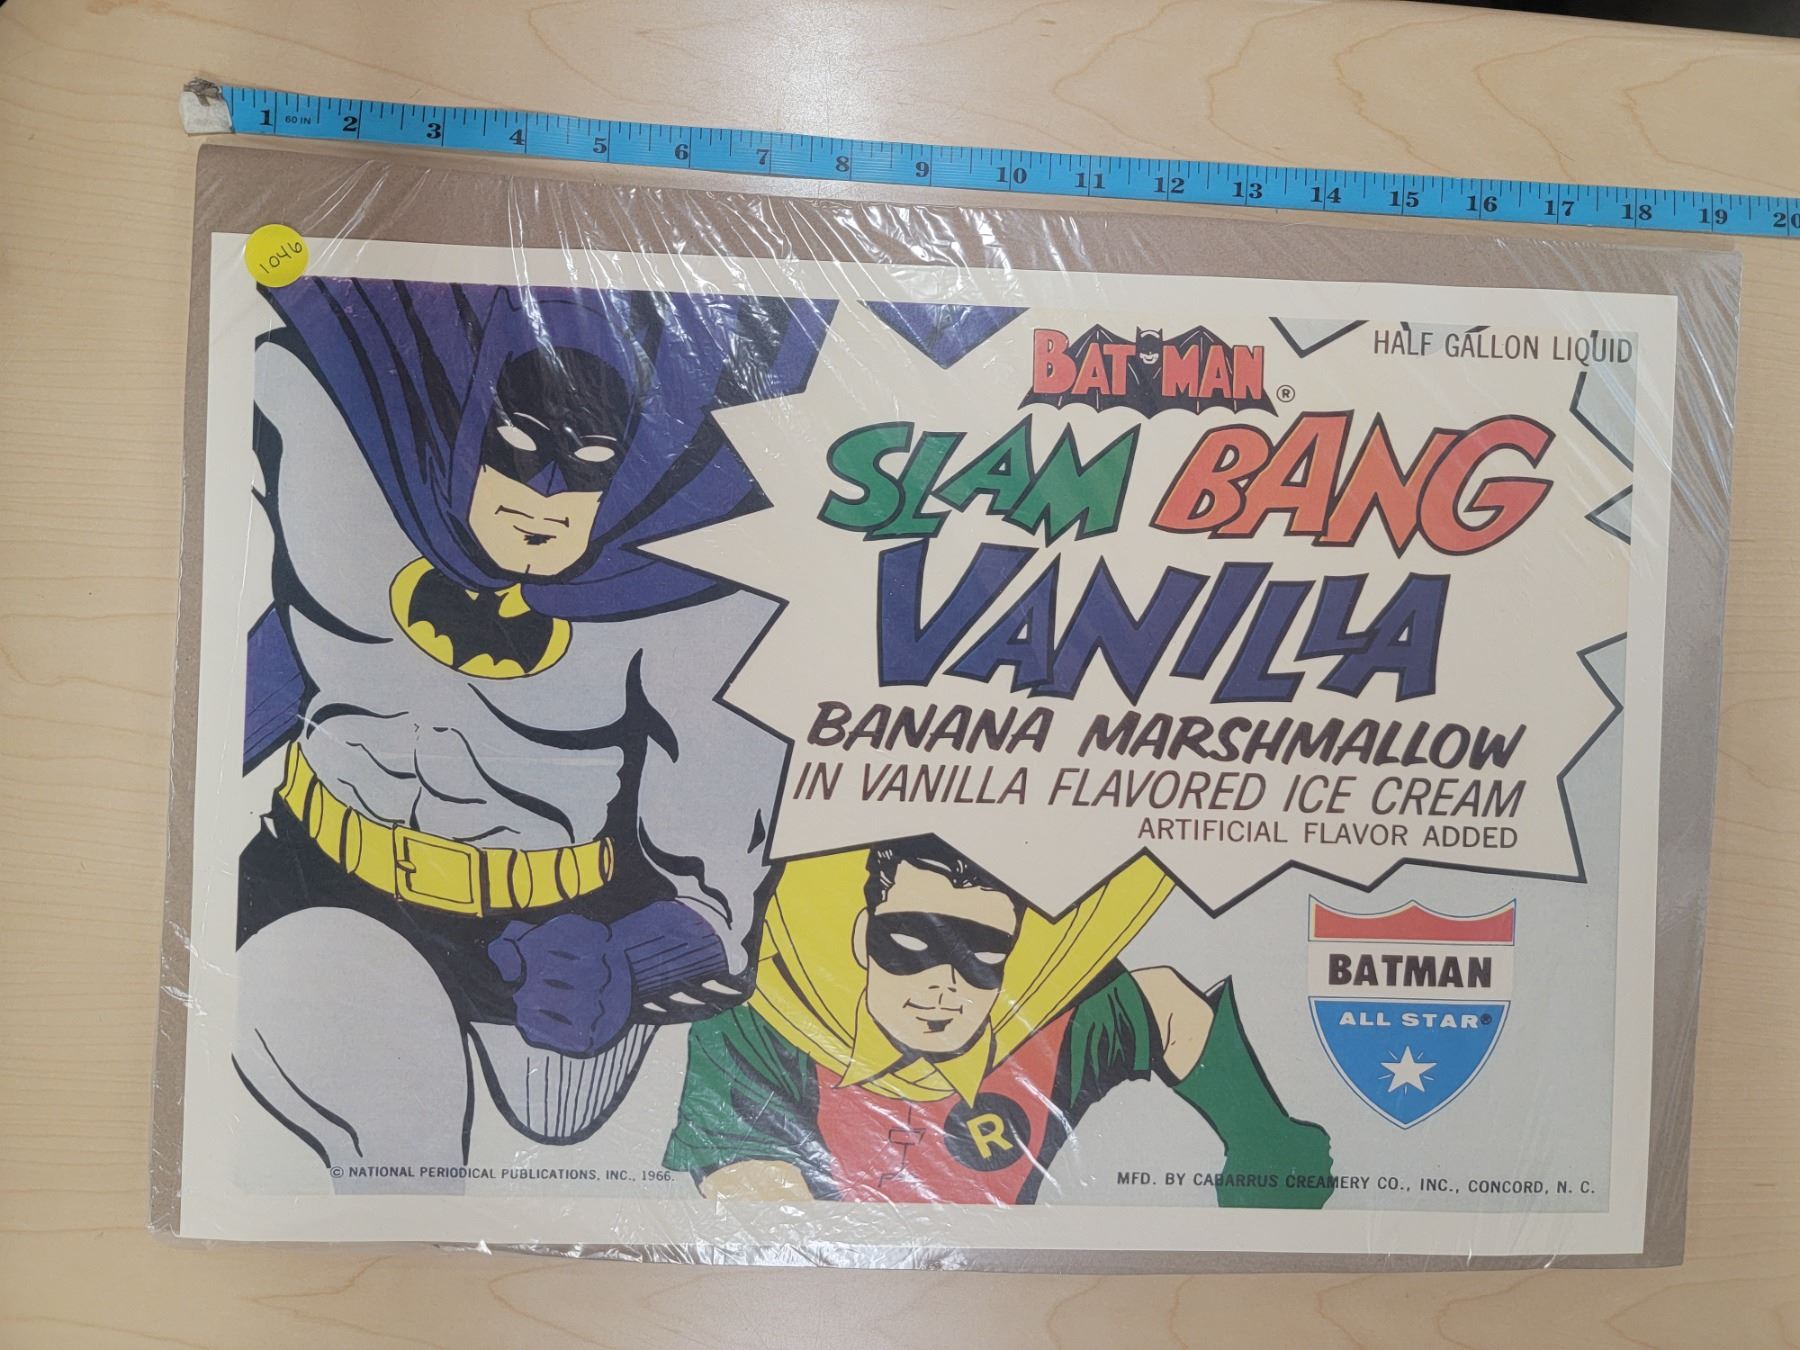 1 60 IN 2 3 4 5 6 7 8 9 10 11 12 13 14 15 16 17 18 19 20
1046
BATMAN ®
HALF GALLON LIQUID
SLAM BANG
VANILLA
BANANA MARSHMALLOW
IN VANILLA FLAVORED ICE CREAM
ARTIFICIAL FLAVOR ADDED
BATMAN
ALL STAR®
R
© NATIONAL PERIODICAL PUBLICATIONS, INC., 1966.
MFD. BY CABARRUS CREAMERY CO., INC., CONCORD, N. C.